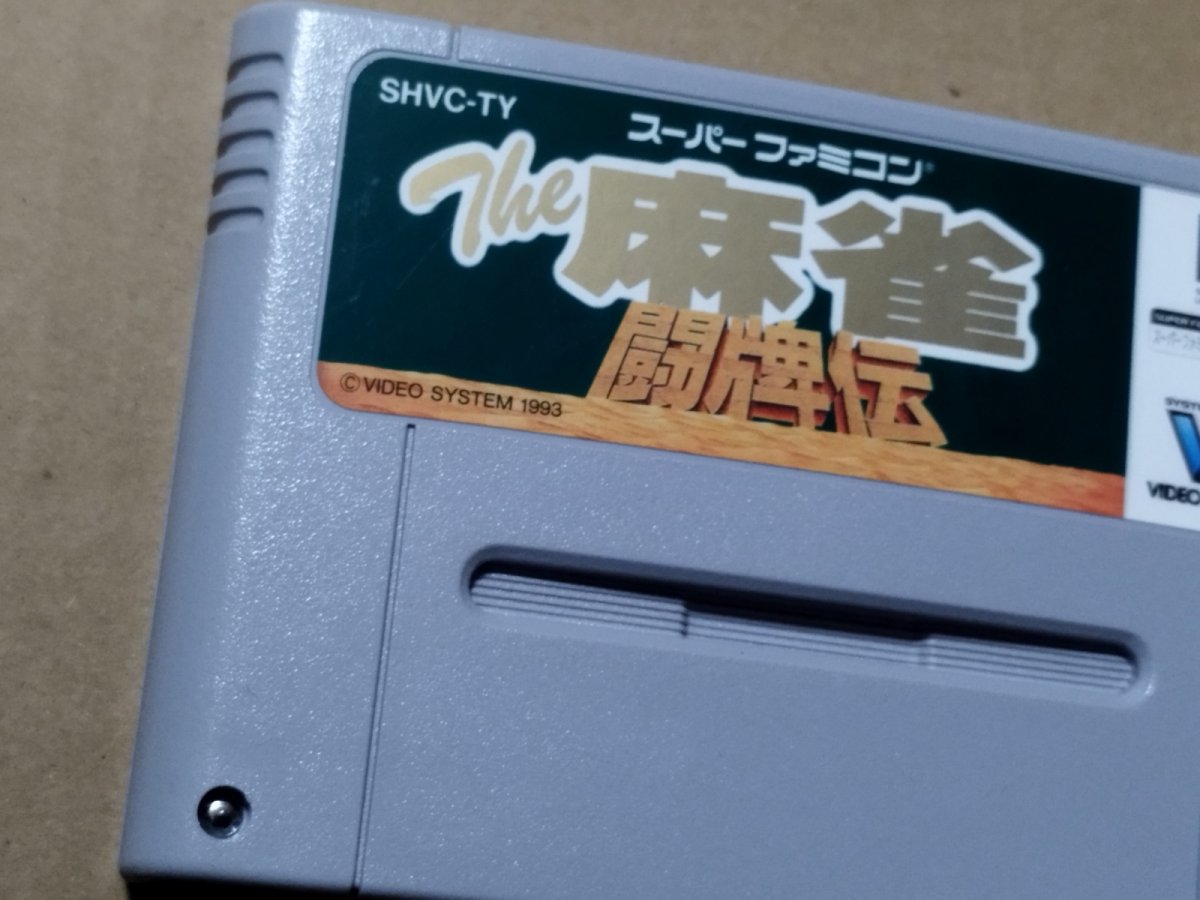 SHVC-TY
スーパーファミコン®
The 麻雀
闘牌伝
©VIDEO SYSTEM 1993
VIDEO